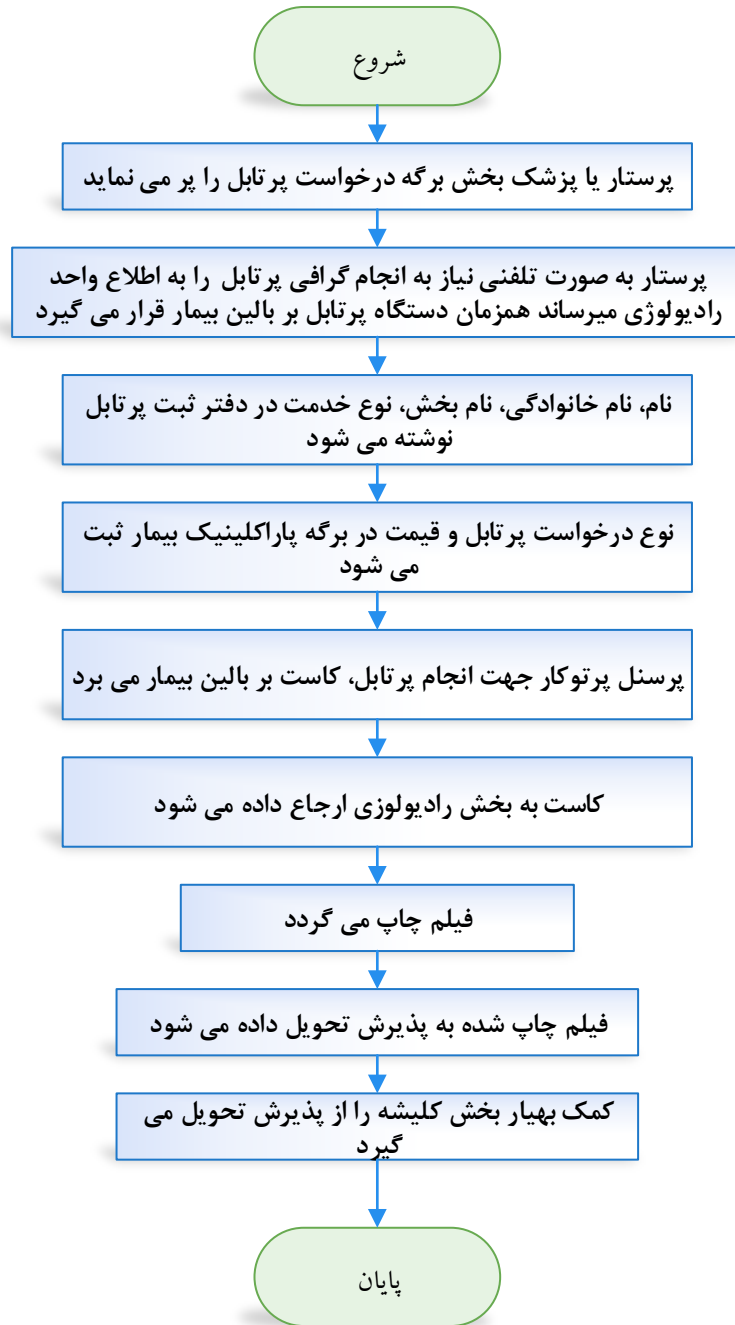 شروع
پرستار یا پزشک بخش برگه درخواست پرتابل را پر می نماید
پرستار به صورت تلفنی نیاز به انجام گرافی پرتابل را به اطلاع واحد
رادیولوژی میرساند همزمان دستگاه پرتابل بر بالین بیمار قرار می گیرد
نام، نام خانوادگی، نام بخش، نوع خدمت در دفتر ثبت پرتابل
نوشته می شود
نوع درخواست پرتابل و قیمت در برگه پاراکلینیک بیمار ثبت
می شود
پرسنل پرتوکار جهت انجام پرتابل، کاست بر بالین بیمار می برد
کاست به بخش رادیولوزی ارجاع داده می شود
فیلم چاپ می گردد
فیلم چاپ شده به پذیرش تحویل داده می شود
کمک بهیار بخش کلیشه را از پذیرش تحویل می
گیرد
پایان